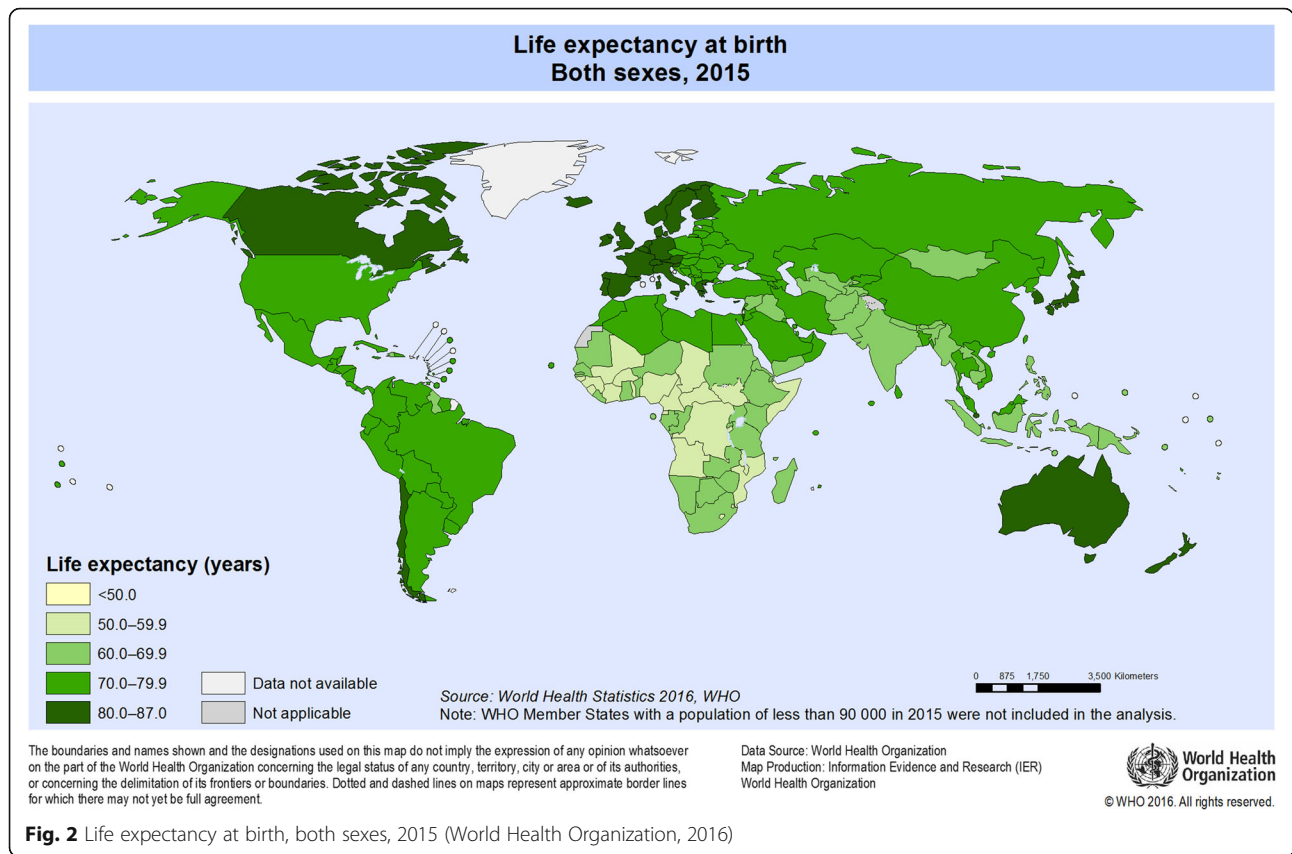 Life expectancy at birth
Both sexes, 2015
Life expectancy (years)
<50.0
50.0–59.9
60.0–69.9
70.0–79.9
80.0–87.0
Data not available
Not applicable
Source: World Health Statistics 2016, WHO
Note: WHO Member States with a population of less than 90 000 in 2015 were not included in the analysis.
0 875 1,750 3,500 Kilometers
The boundaries and names shown and the designations used on this map do not imply the expression of any opinion whatsoever
on the part of the World Health Organization concerning the legal status of any country, territory, city or area or of its authorities,
or concerning the delimitation of its frontiers or boundaries. Dotted and dashed lines on maps represent approximate border lines
for which there may not yet be full agreement.
Data Source: World Health Organization
Map Production: Information Evidence and Research (IER)
World Health Organization
World Health
Organization
© WHO 2016. All rights reserved.
Fig. 2 Life expectancy at birth, both sexes, 2015 (World Health Organization, 2016)